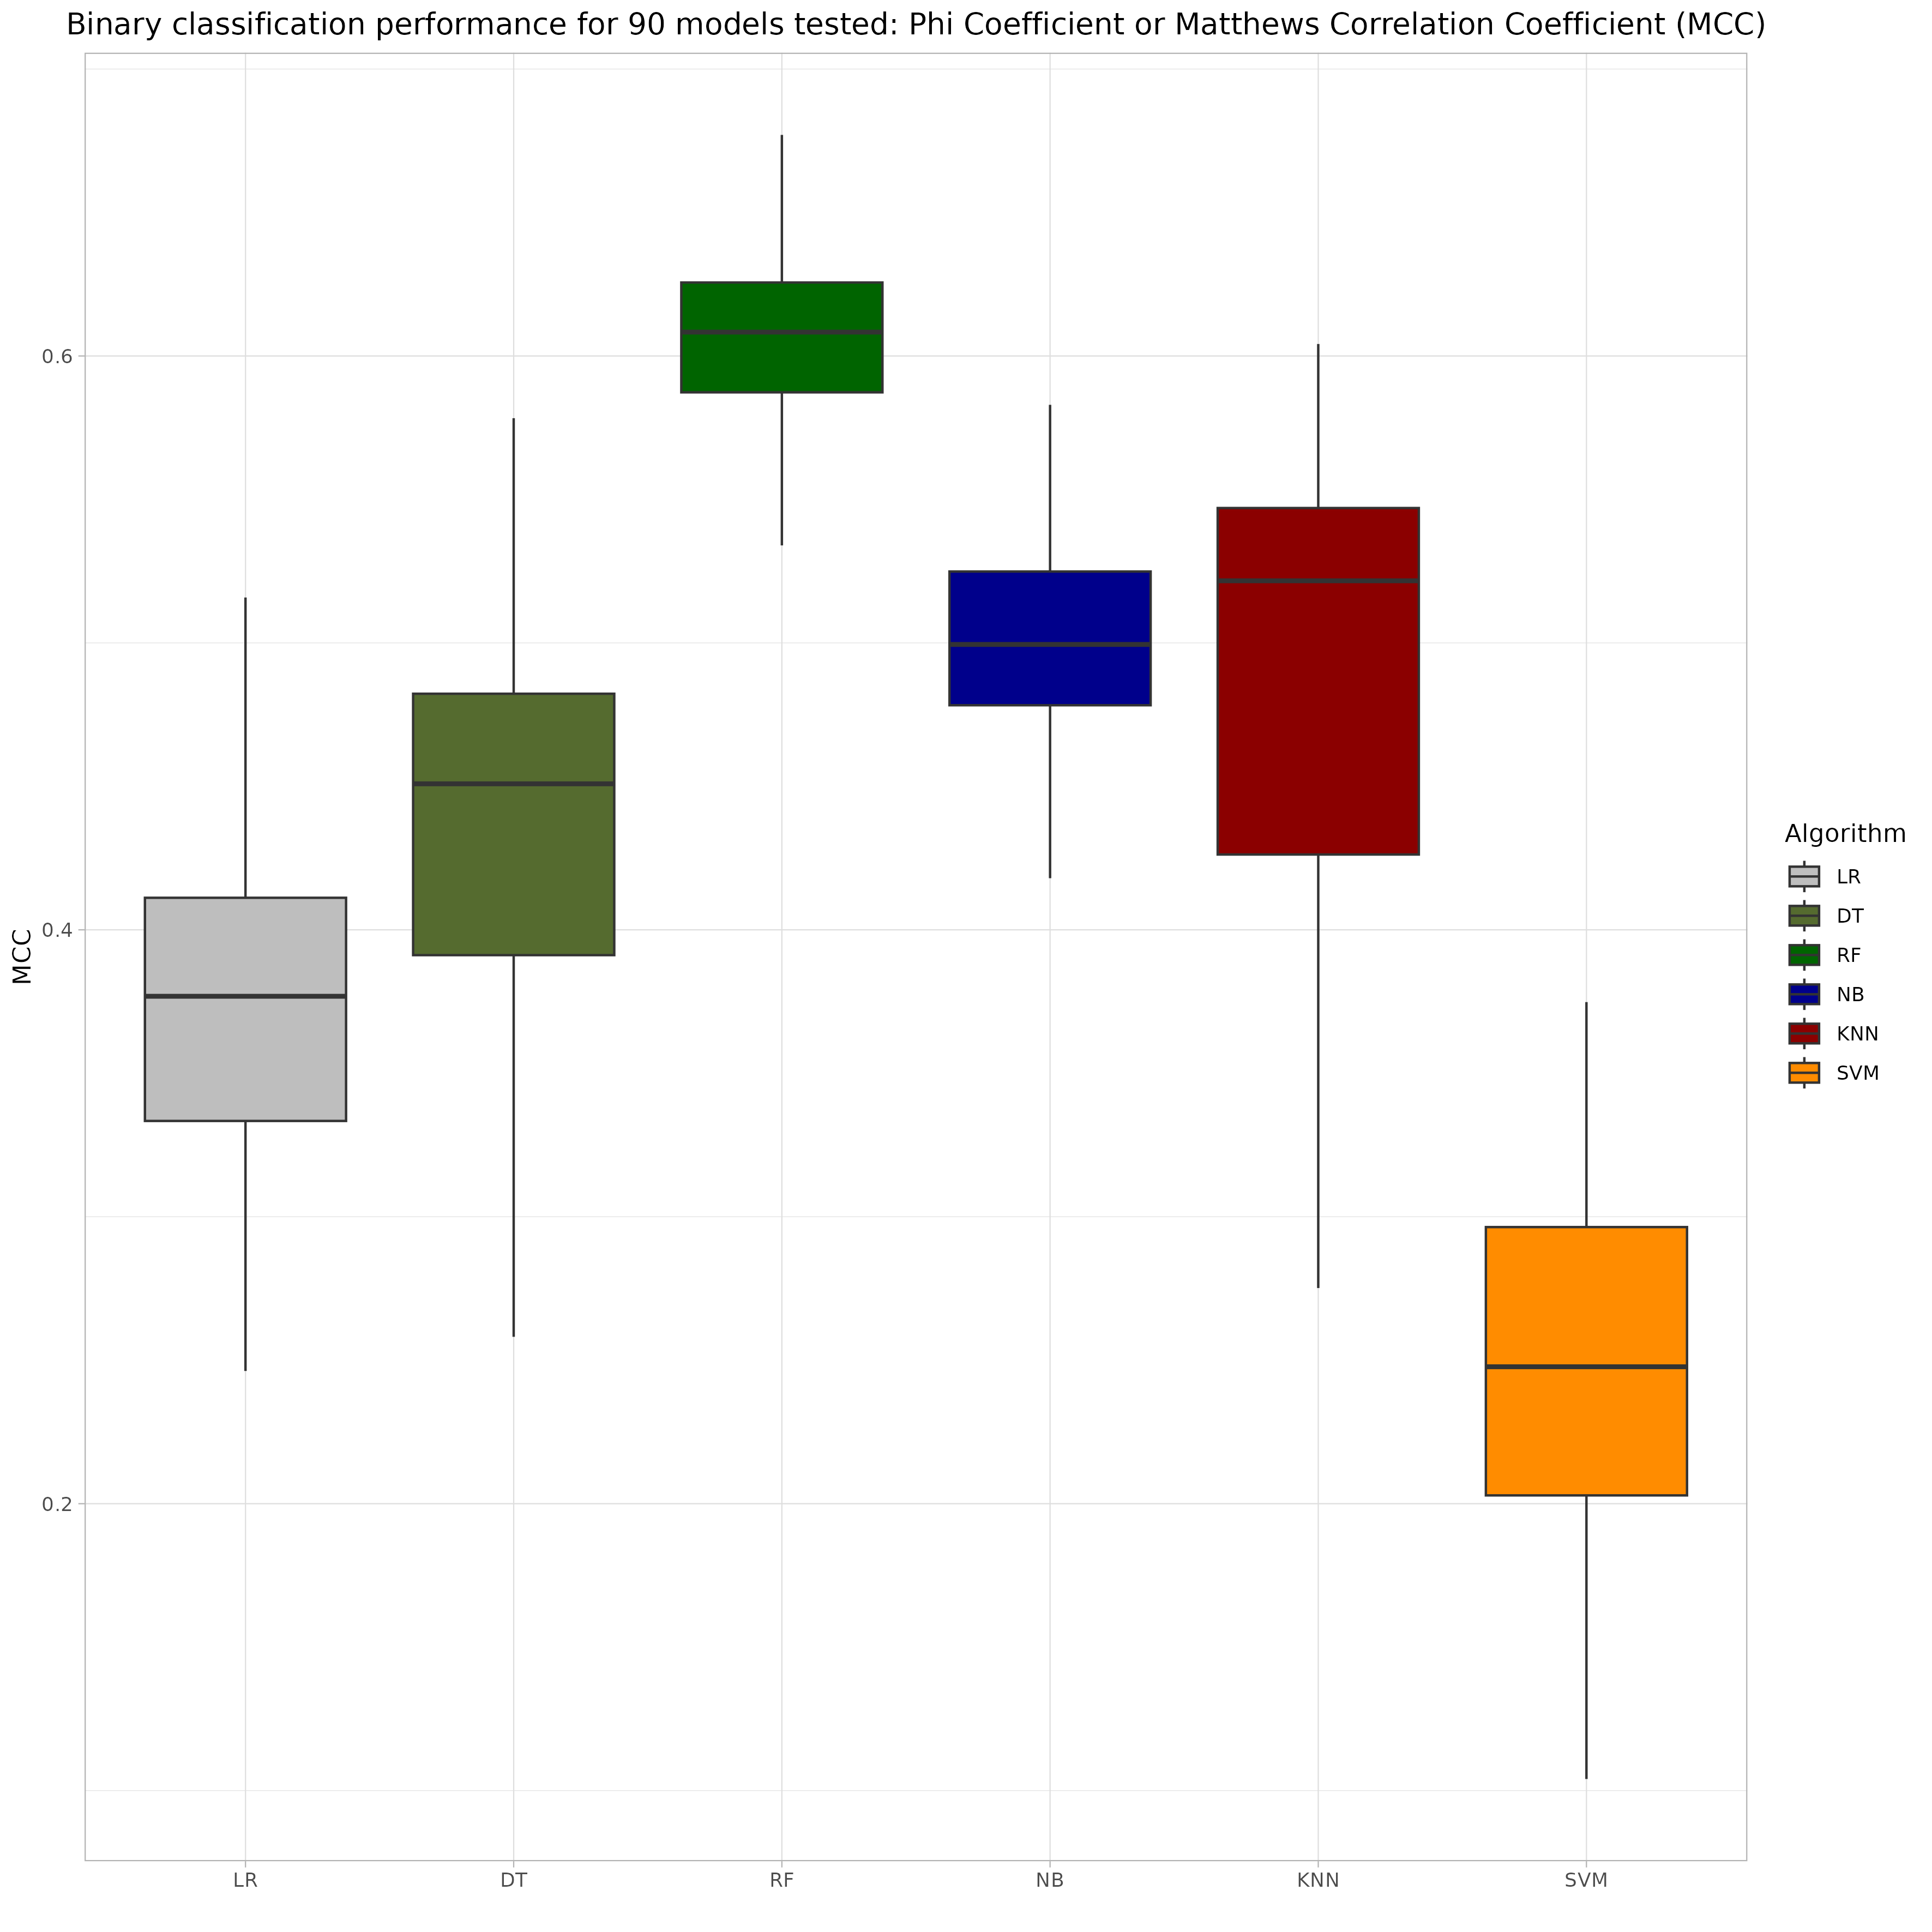 Binary classification performance for 90 models tested: Phi Coefficient or Matthews Correlation Coefficient (MCC)
MCC
0.6
0.4
0.2
LR
DT
RF
NB
KNN
SVM
Algorithm
LR
DT
RF
NB
KNN
SVM